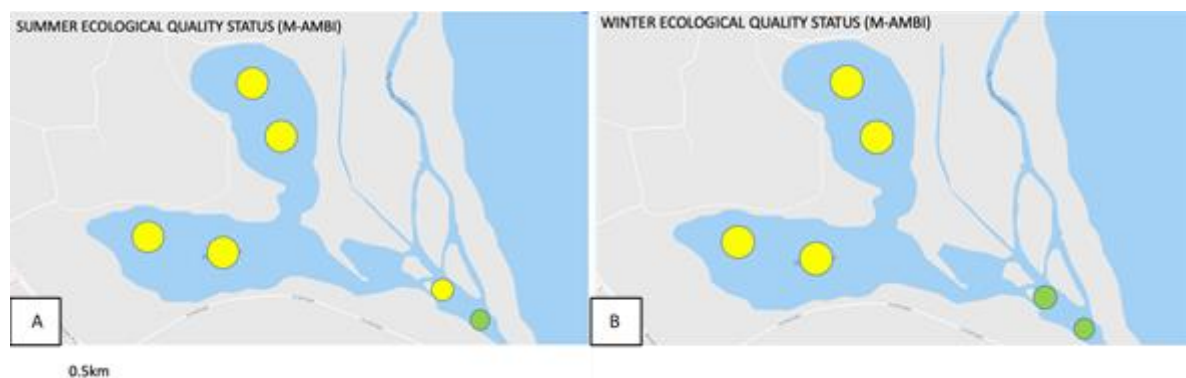 SUMMER ECOLOGICAL QUALITY STATUS (M-AMBI)
WINTER ECOLOGICAL QUALITY STATUS (M-AMBI)
A
B
0.5km